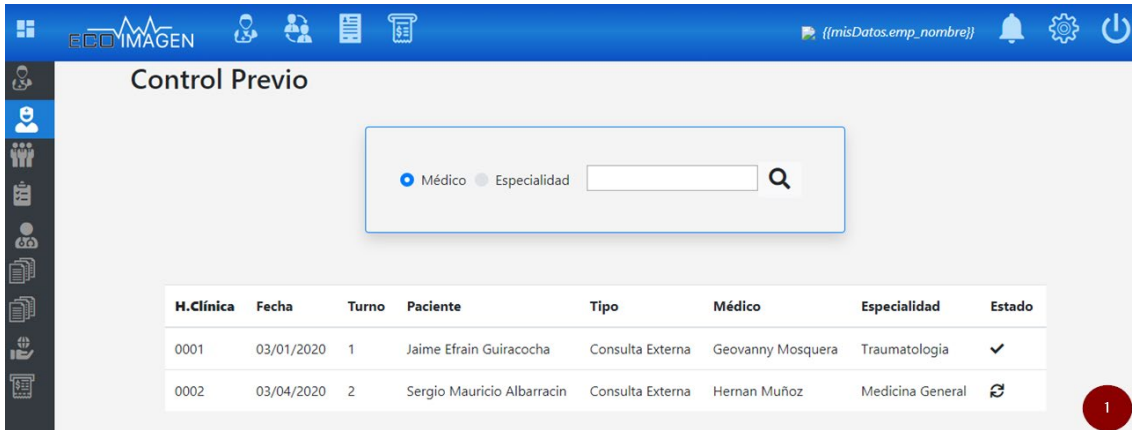 ECOIMAGEN
{{misDatos.emp_nombre}}
Control Previo
Médico Especialidad
H.Clínica Fecha Turno Paciente Tipo Médico Especialidad Estado
0001 03/01/2020 1 Jaime Efrain Guiracocha Consulta Externa Geovanny Mosquera Traumatologia
0002 03/04/2020 2 Sergio Mauricio Albarracin Consulta Externa Hernan Muñoz Medicina General
1